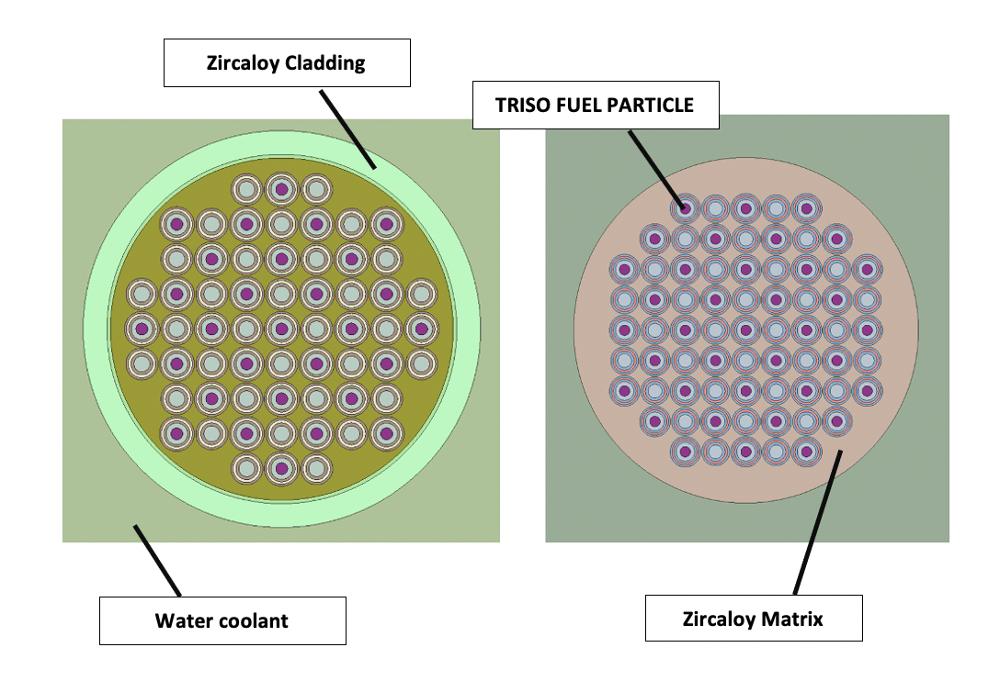 Zircaloy Cladding
TRISO FUEL PARTICLE
Water coolant
Zircaloy Matrix